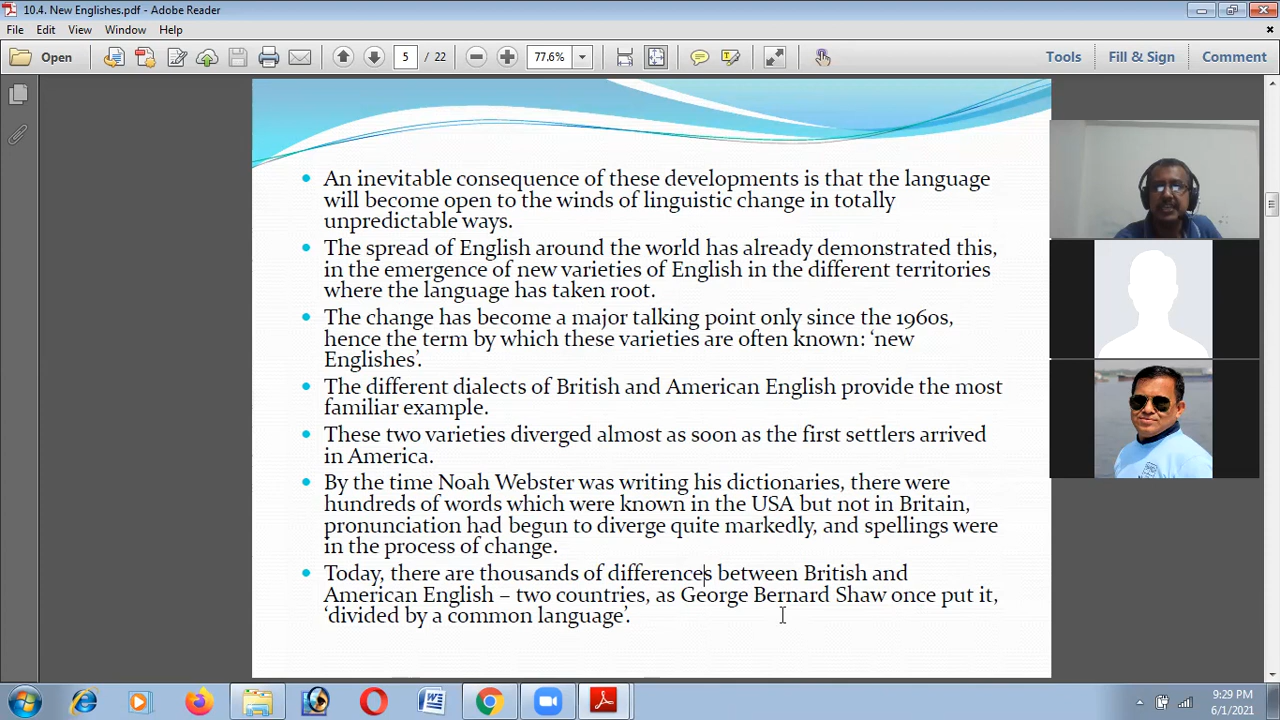 10.4. New Englishes.pdf - Adobe Reader
File Edit View Window Help
Open 5 / 22 77.6% Tools Fill & Sign Comment
• An inevitable consequence of these developments is that the language
will become open to the winds of linguistic change in totally
unpredictable ways.
• The spread of English around the world has already demonstrated this,
in the emergence of new varieties of English in the different territories
where the language has taken root.
• The change has become a major talking point only since the 1960s,
hence the term by which these varieties are often known: ‘new
Englishes’.
• The different dialects of British and American English provide the most
familiar example.
• These two varieties diverged almost as soon as the first settlers arrived
in America.
• By the time Noah Webster was writing his dictionaries, there were
hundreds of words which were known in the USA but not in Britain,
pronunciation had begun to diverge quite markedly, and spellings were
in the process of change.
• Today, there are thousands of differences between British and
American English – two countries, as George Bernard Shaw once put it,
‘divided by a common language’.
9:29 PM
6/1/2021